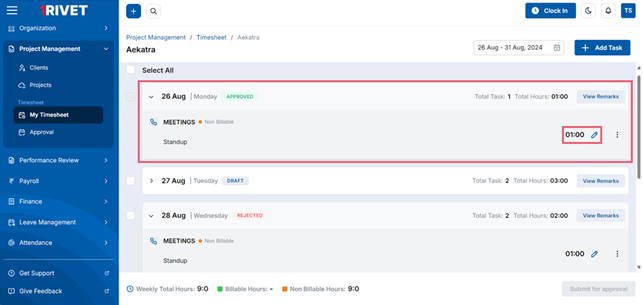 1RIVET
Clock In
TS
Organization
Project Management
Clients
Projects
Timesheet
My Timesheet
Approval
Performance Review
Payroll
Finance
Leave Management
Attendance
Get Support
Give Feedback
Project Management / Timesheet / Aekatra
Aekatra
26 Aug - 31 Aug, 2024
+ Add Task
Select All
26 Aug | Monday APPROVED Total Task: 1 Total Hours: 01:00 View Remarks
MEETINGS Non Billable
Standup
01:00
27 Aug | Tuesday DRAFT Total Task: 2 Total Hours: 03:00 View Remarks
28 Aug | Wednesday REJECTED Total Task: 2 Total Hours: 02:00 View Remarks
MEETINGS Non Billable
Standup
01:00
Weekly Total Hours: 9:0 Billable Hours: - Non Billable Hours: 9:0 Submit for approval